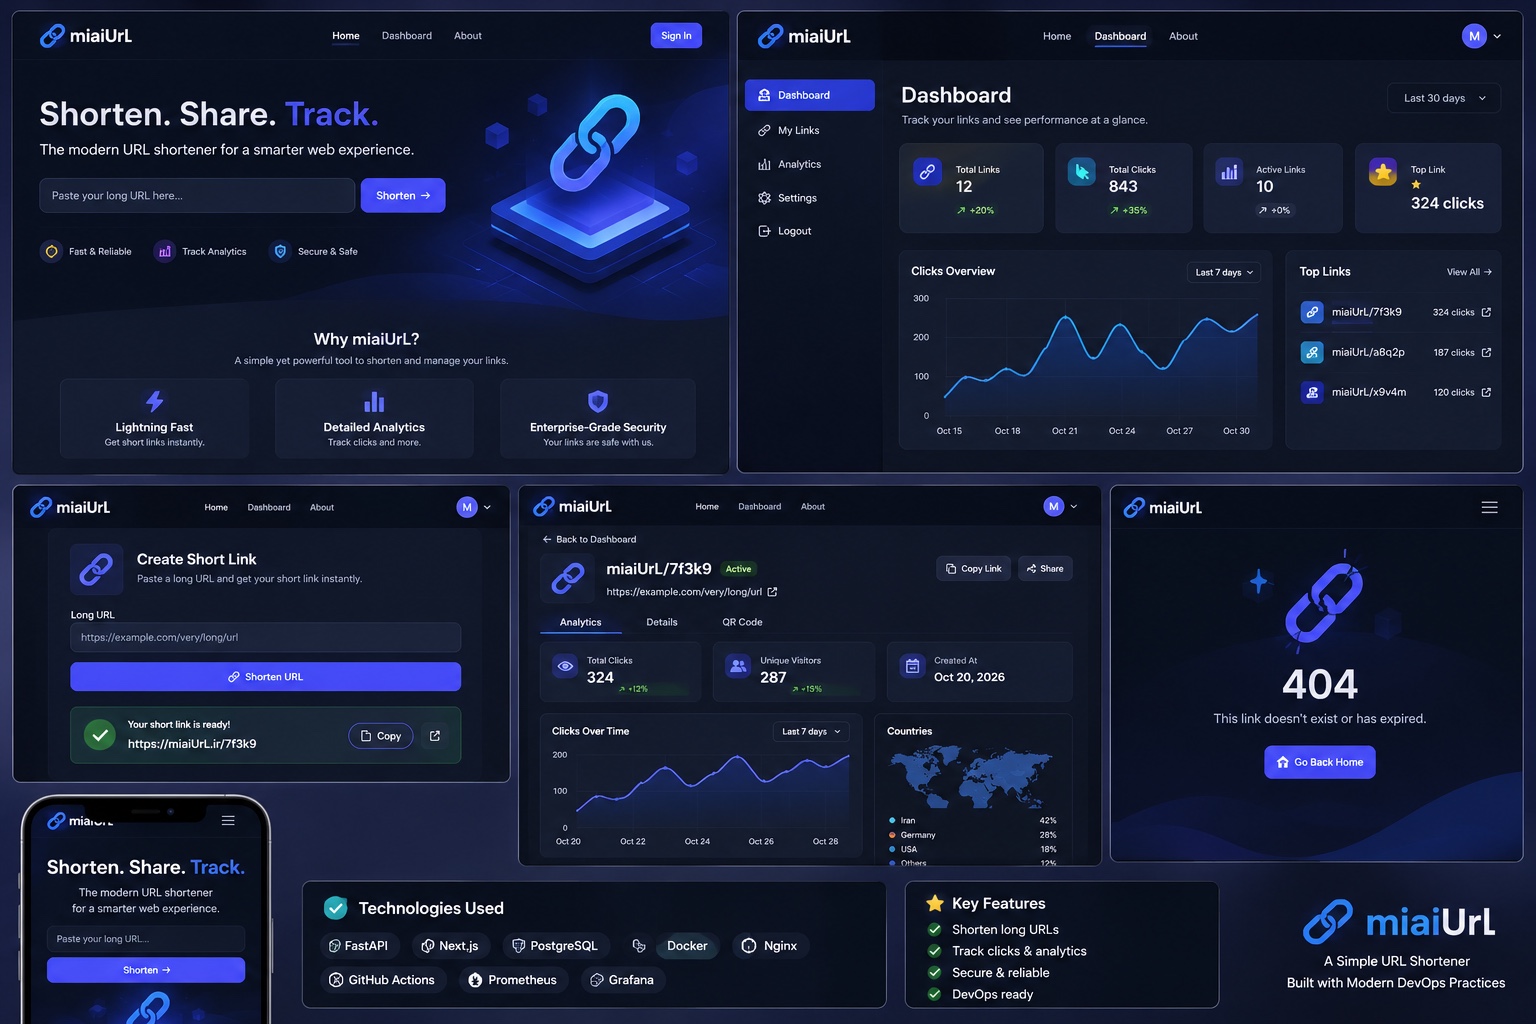 miaiUrL
Home
Dashboard
About
Sign In
Shorten. Share. Track.
The modern URL shortener for a smarter web experience.
Paste your long URL here...
Shorten →
Fast & Reliable
Track Analytics
Secure & Safe
Why miaiUrL?
A simple yet powerful tool to shorten and manage your links.
Lightning Fast
Get short links instantly.
Detailed Analytics
Track clicks and more.
Enterprise-Grade Security
Your links are safe with us.
miaiUrL
Home
Dashboard
About
M
Dashboard
My Links
Analytics
Settings
Logout
Dashboard
Track your links and see performance at a glance.
Last 30 days
Total Links
12
↗ +20%
Total Clicks
843
↗ +35%
Active Links
10
↗ +0%
Top Link
324 clicks
Clicks Overview
Last 7 days
300
200
100
0
Oct 15
Oct 18
Oct 21
Oct 24
Oct 27
Oct 30
Top Links
View All →
miaiUrL/7f3k9
324 clicks
miaiUrL/a8q2p
187 clicks
miaiUrL/x9v4m
120 clicks
miaiUrL
Home
Dashboard
About
M
Create Short Link
Paste a long URL and get your short link instantly.
Long URL
https://example.com/very/long/url
Shorten URL
Your short link is ready!
https://miaiUrL.ir/7f3k9
Copy
miaiUrL
Home
Dashboard
About
M
← Back to Dashboard
miaiUrL/7f3k9
Active
https://example.com/very/long/url
Copy Link
Share
Analytics
Details
QR Code
Total Clicks
324
↗ +12%
Unique Visitors
287
↗ +15%
Created At
Oct 20, 2026
Clicks Over Time
Last 7 days
200
100
0
Oct 20
Oct 22
Oct 24
Oct 26
Oct 28
Countries
Iran 42%
Germany 28%
USA 18%
Others 12%
miaiUrL
404
This link doesn't exist or has expired.
Go Back Home
miaiUrL
Shorten. Share. Track.
The modern URL shortener
for a smarter web experience.
Paste your long URL...
Shorten →
Technologies Used
FastAPI
Next.js
PostgreSQL
Docker
Nginx
GitHub Actions
Prometheus
Grafana
Key Features
Shorten long URLs
Track clicks & analytics
Secure & reliable
DevOps ready
miaiUrL
A Simple URL Shortener
Built with Modern DevOps Practices